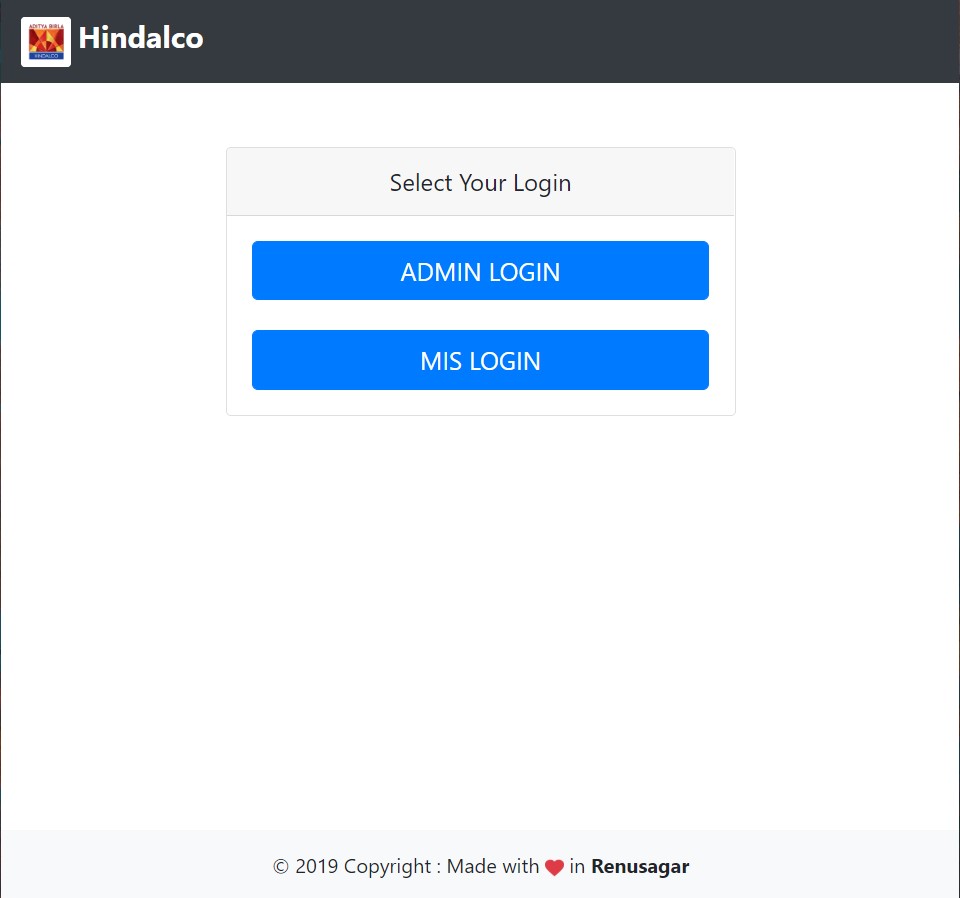 ADITYA BIRLA
HINDALCO
Hindalco
Select Your Login
ADMIN LOGIN
MIS LOGIN
© 2019 Copyright : Made with ❤ in Renusagar